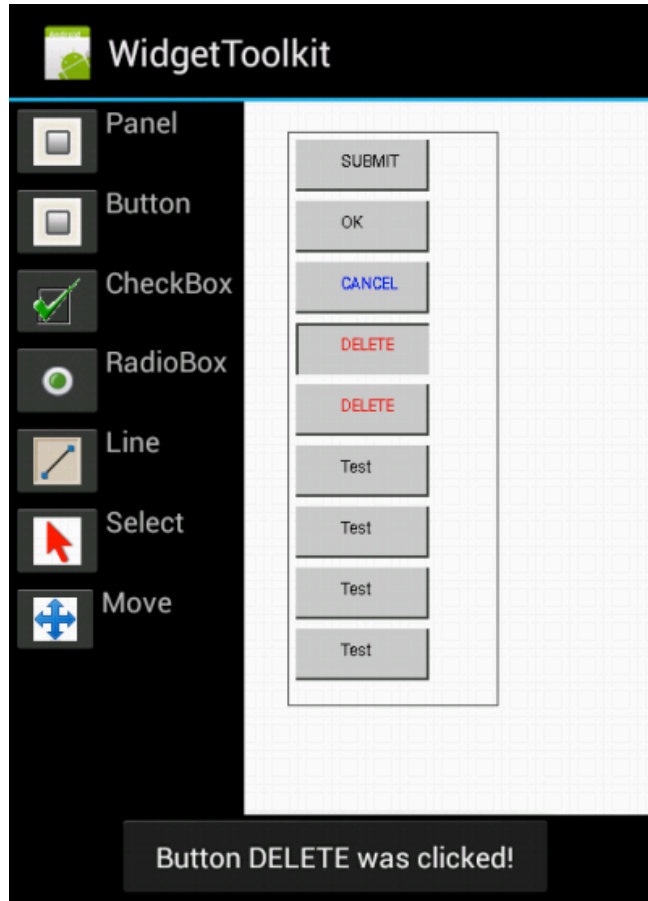 WidgetToolkit
Panel
Button
CheckBox
RadioBox
Line
Select
Move
SUBMIT
OK
CANCEL
DELETE
DELETE
Test
Test
Test
Test
Button DELETE was clicked!